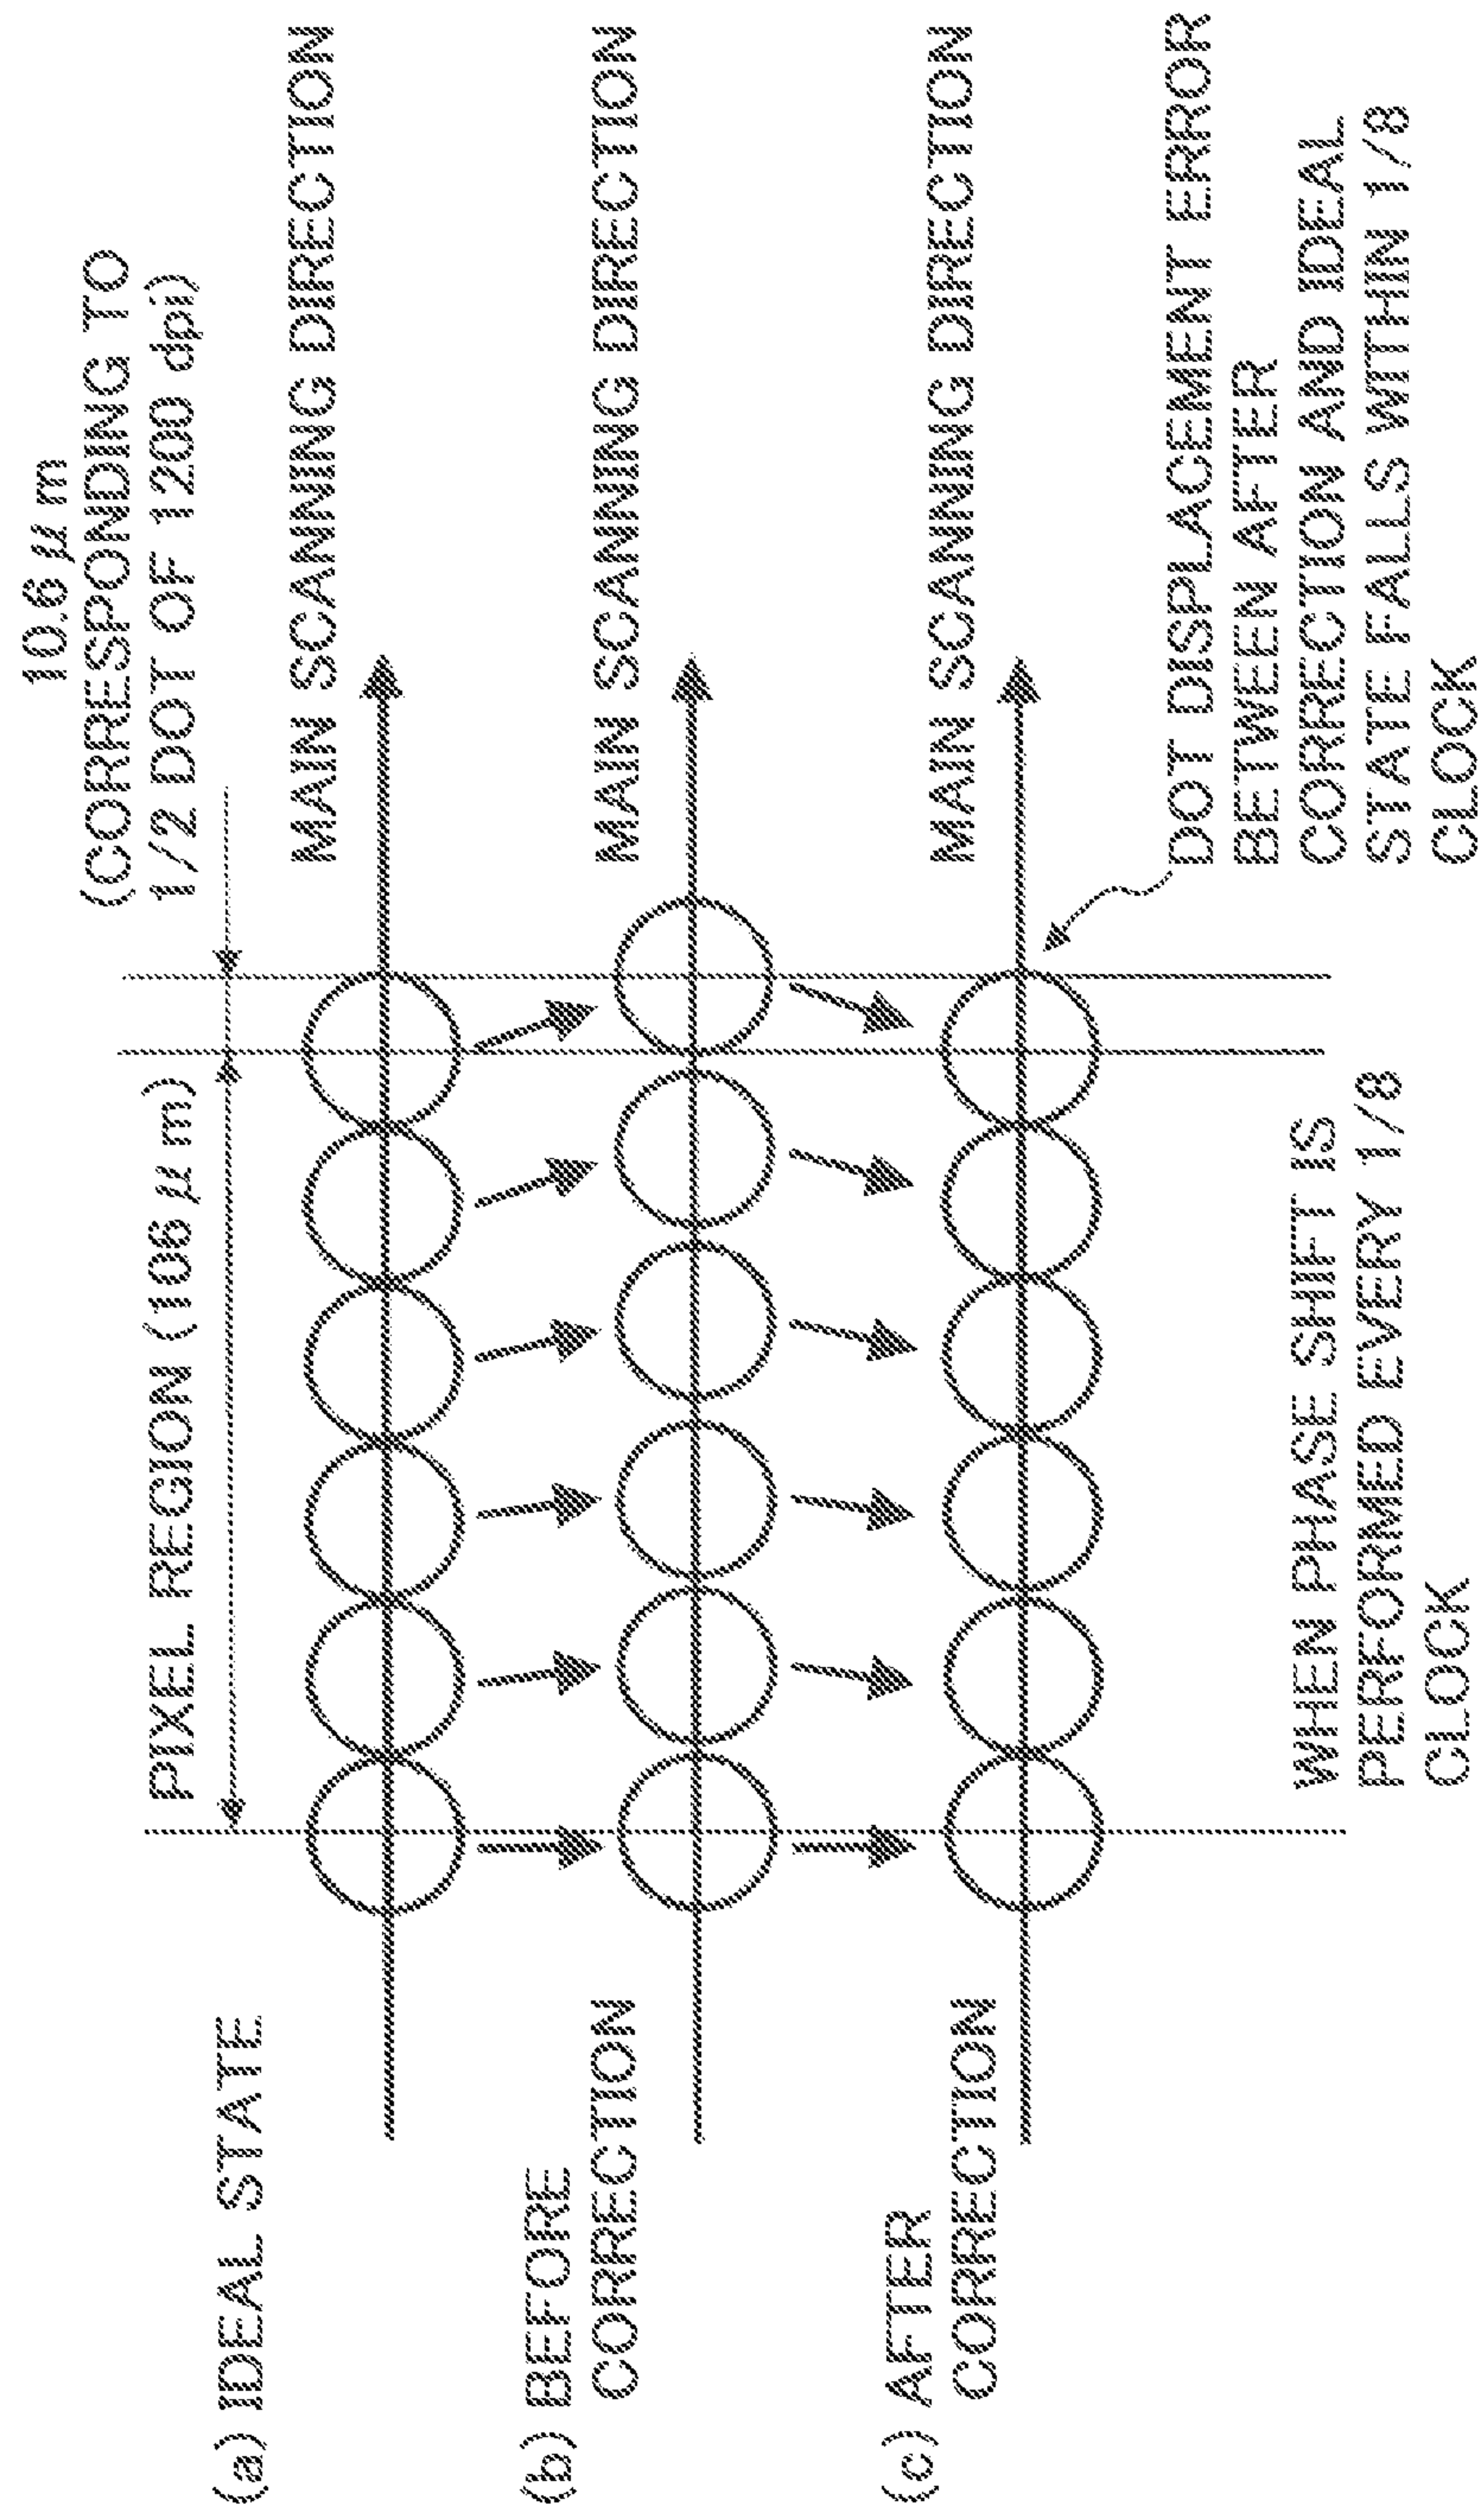 10.6 μm
(CORRESPONDING TO
1/2 DOT OF 1200 dpi)
PIXEL REGION (106 μm)
(a) IDEAL STATE
MAIN SCANNING DIRECTION
(b) BEFORE
CORRECTION
MAIN SCANNING DIRECTION
(c) AFTER
CORRECTION
MAIN SCANNING DIRECTION
DOT DISPLACEMENT ERROR
BETWEEN AFTER
CORRECTION AND IDEAL
STATE FALLS WITHIN 1/8
CLOCK
WHEN PHASE SHIFT IS
PERFORMED EVERY 1/8
CLOCK